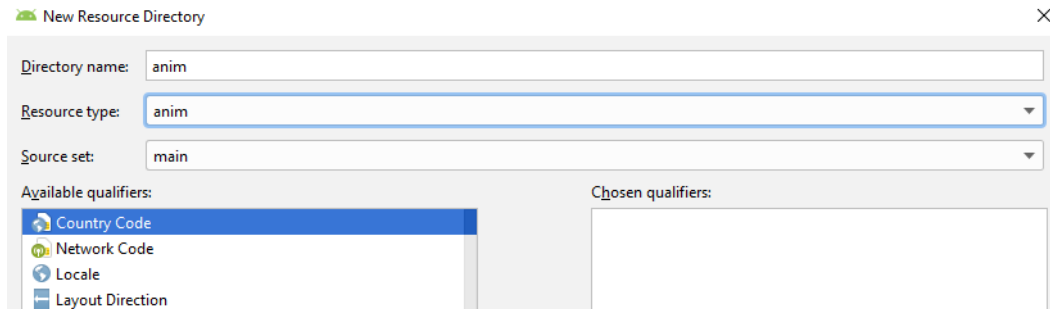 New Resource Directory
Directory name: anim
Resource type: anim
Source set: main
Available qualifiers: Chosen qualifiers:
Country Code
Network Code
Locale
Layout Direction